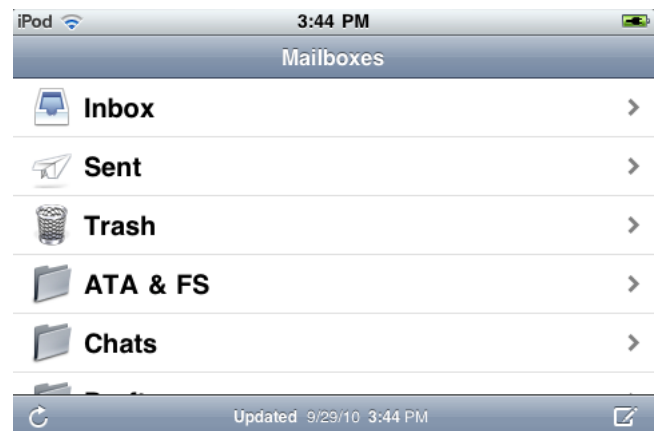 iPod 3:44 PM
Mailboxes
Inbox
Sent
Trash
ATA & FS
Chats
Updated 9/29/10 3:44 PM